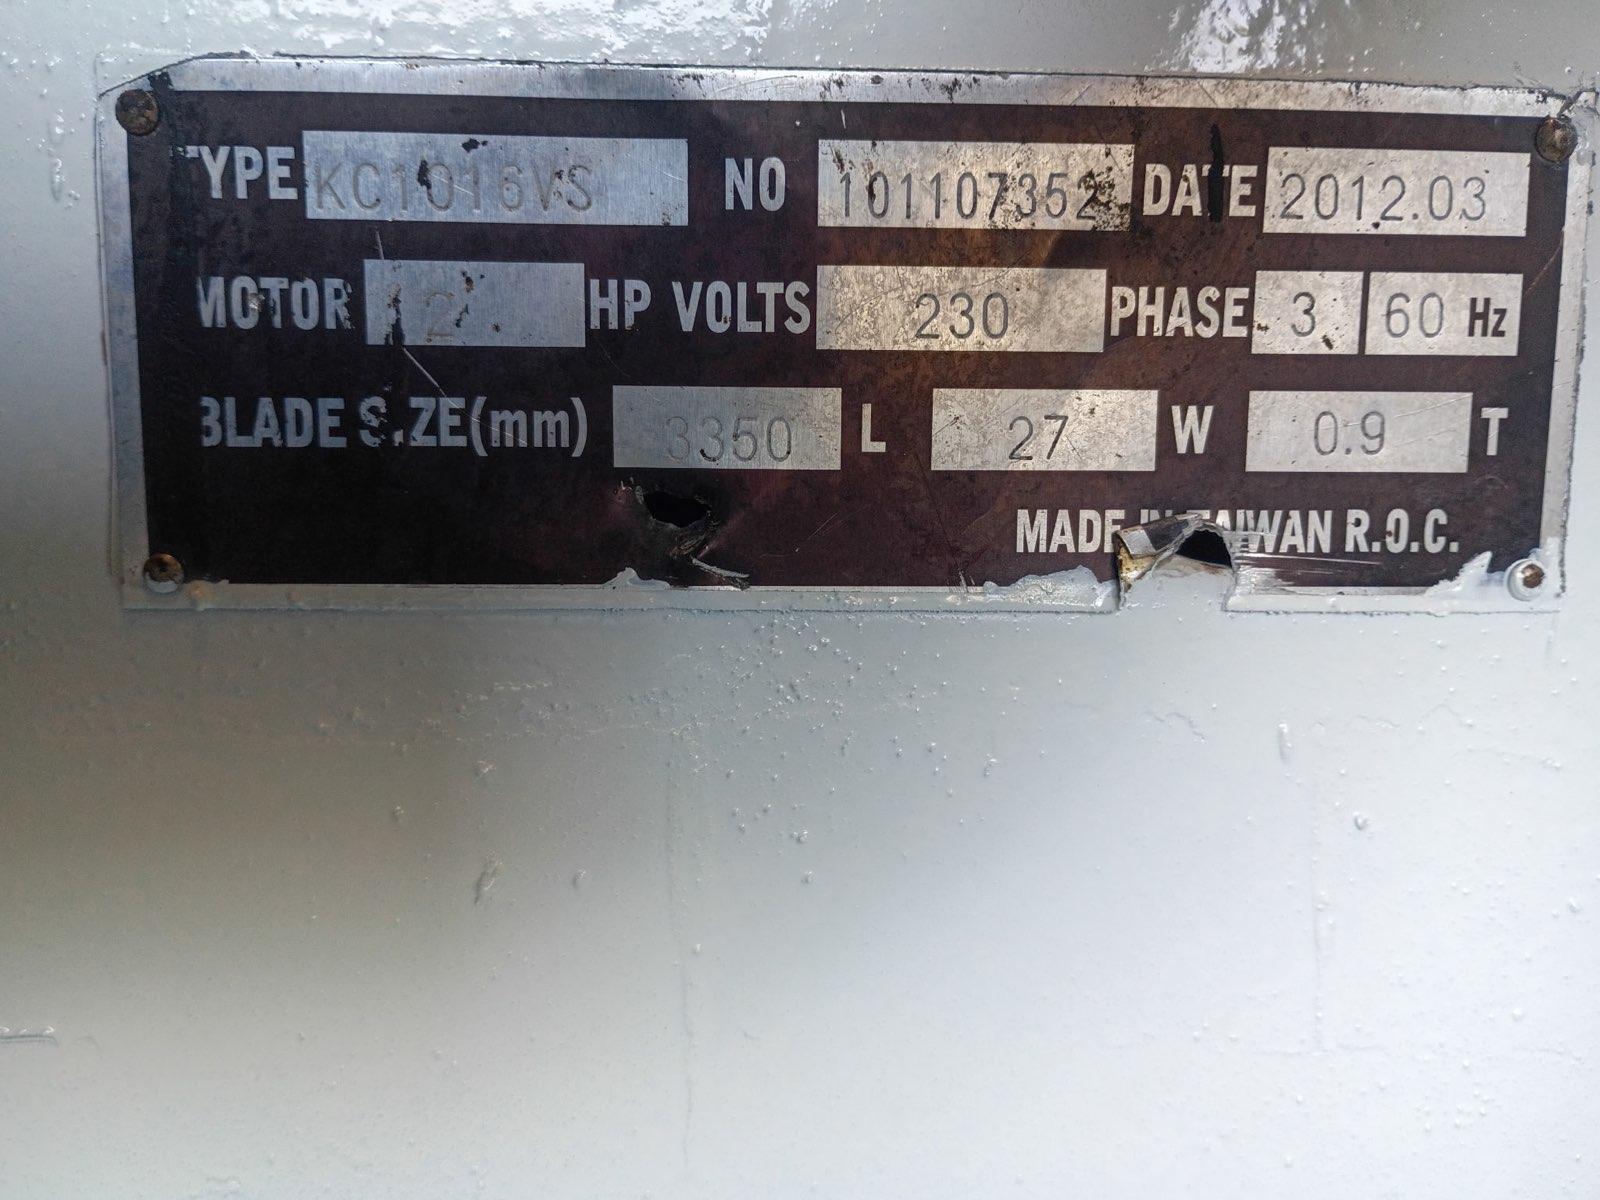 TYPE KC1016VS NO 101107352 DATE 2012.03
MOTOR 2 HP VOLTS 230 PHASE 3 60 Hz
BLADE SIZE(mm) 3350 L 27 W 0.9 T
MADE IN TAIWAN R.O.C.